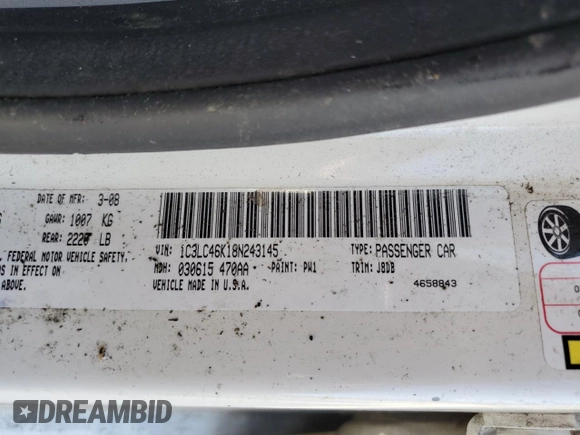 DATE OF MFR: 3-08
GAWR: 1007 KG
REAR: 2220 LB
FEDERAL MOTOR VEHICLE SAFETY,
S IN EFFECT ON
ABOVE.
VIN: 1C3LC46K18N243145 TYPE: PASSENGER CAR
MDH: 030615 470AA PAINT: PW1 TRIM: J8DB
VEHICLE MADE IN U.S.A. 4658843
DREAMBID